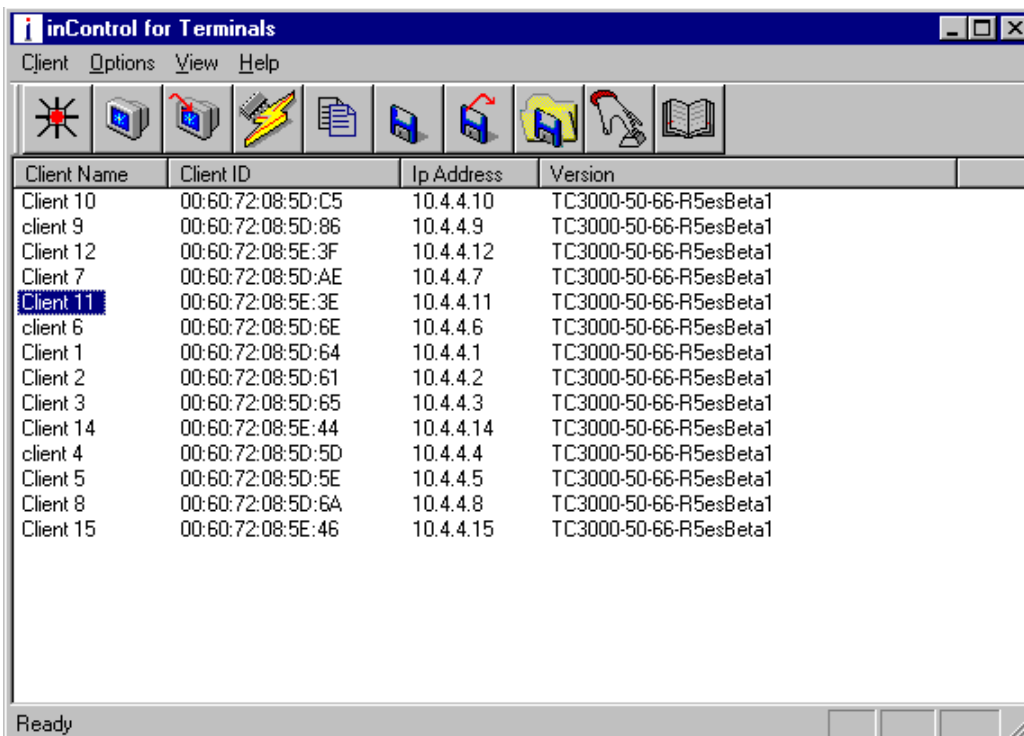 inControl for Terminals
Client Options View Help
Client Name Client ID Ip Address Version
Client 10 00:60:72:08:5D:C5 10.4.4.10 TC3000-50-66-R5esBeta1
client 9 00:60:72:08:5D:86 10.4.4.9 TC3000-50-66-R5esBeta1
Client 12 00:60:72:08:5E:3F 10.4.4.12 TC3000-50-66-R5esBeta1
Client 7 00:60:72:08:5D:AE 10.4.4.7 TC3000-50-66-R5esBeta1
Client 11 00:60:72:08:5E:3E 10.4.4.11 TC3000-50-66-R5esBeta1
client 6 00:60:72:08:5D:6E 10.4.4.6 TC3000-50-66-R5esBeta1
Client 1 00:60:72:08:5D:64 10.4.4.1 TC3000-50-66-R5esBeta1
Client 2 00:60:72:08:5D:61 10.4.4.2 TC3000-50-66-R5esBeta1
Client 3 00:60:72:08:5D:65 10.4.4.3 TC3000-50-66-R5esBeta1
Client 14 00:60:72:08:5E:44 10.4.4.14 TC3000-50-66-R5esBeta1
client 4 00:60:72:08:5D:5D 10.4.4.4 TC3000-50-66-R5esBeta1
Client 5 00:60:72:08:5D:5E 10.4.4.5 TC3000-50-66-R5esBeta1
Client 8 00:60:72:08:5D:6A 10.4.4.8 TC3000-50-66-R5esBeta1
Client 15 00:60:72:08:5E:46 10.4.4.15 TC3000-50-66-R5esBeta1
Ready